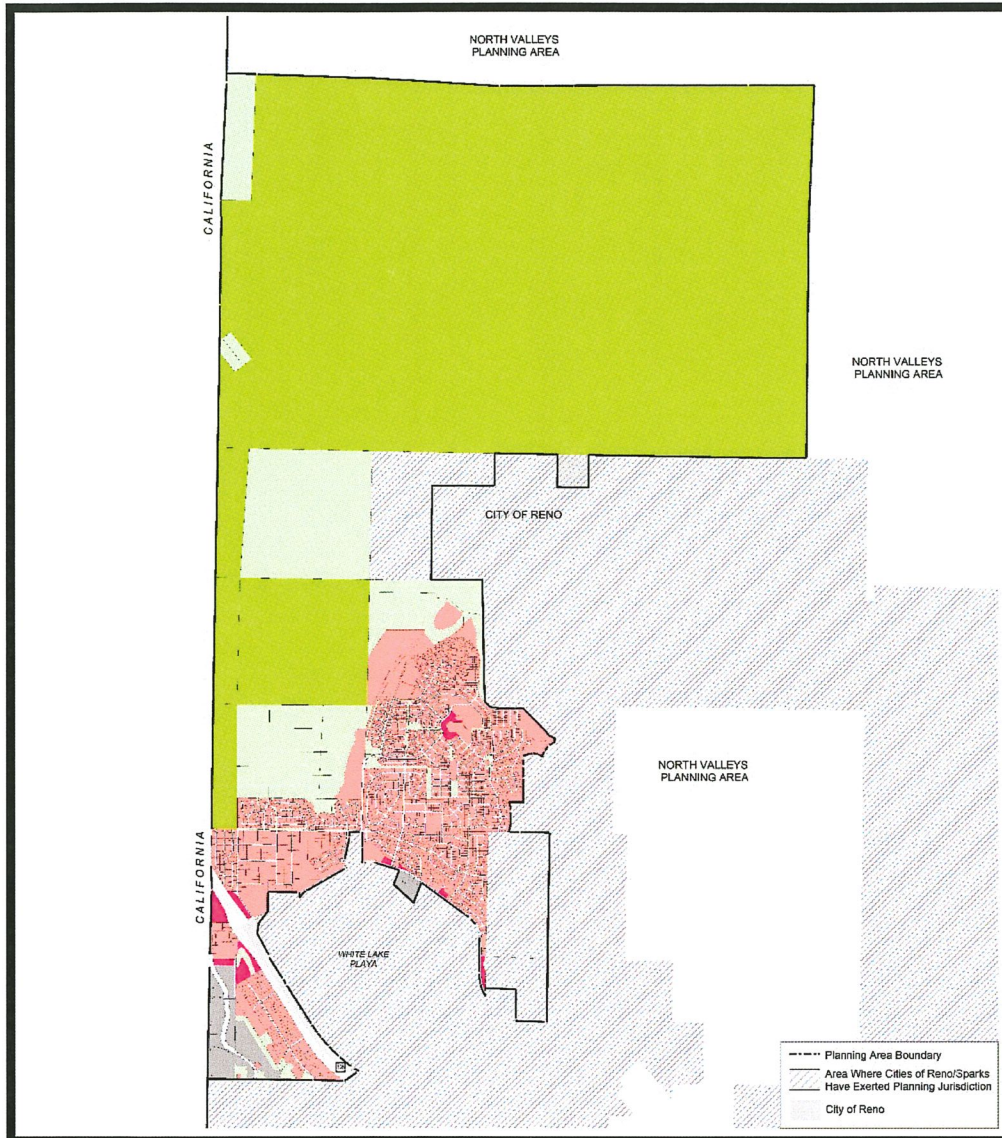 NORTH VALLEYS
PLANNING AREA
CALIFORNIA
NORTH VALLEYS
PLANNING AREA
CITY OF RENO
NORTH VALLEYS
PLANNING AREA
CALIFORNIA
WHITE LAKE
PLAYA
Planning Area Boundary
Area Where Cities of Reno/Sparks
Have Exerted Planning Jurisdiction
City of Reno